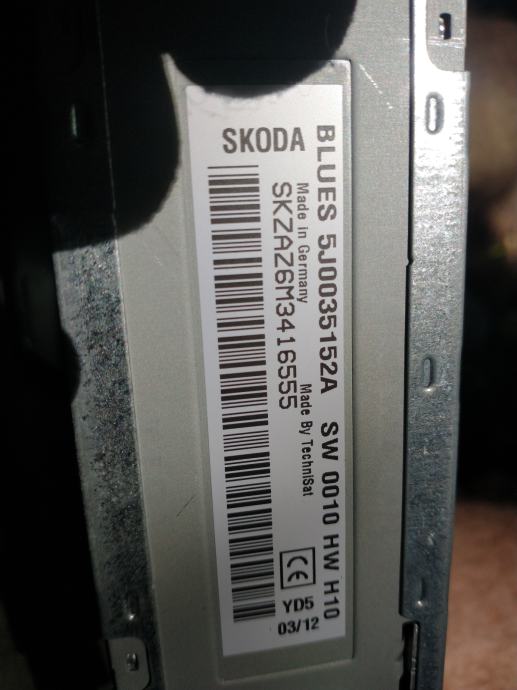 SKODA
BLUES 5J0035152A SW 0010 HW H10
Made in Germany
Made By TechniSat
SKZAZ6M3416555
CE
YD5
03/12